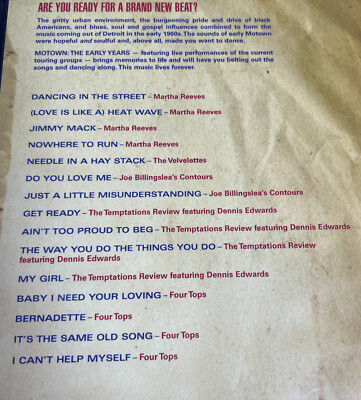 ARE YOU READY FOR A BRAND NEW BEAT?
The gritty urban environment, the burgeoning pride and drive of black
Americans, and blues, soul and gospel influences combined to form the
music coming out of Detroit in the early 1960s. The sounds of early Motown
were hopeful and soulful and, above all, made you want to dance.
MOTOWN: THE EARLY YEARS — featuring live performances of the current
touring groups — brings memories to life and will have you belting out the
songs and dancing along. This music lives forever.
DANCING IN THE STREET – Martha Reeves
(LOVE IS LIKE A) HEAT WAVE – Martha Reeves
JIMMY MACK – Martha Reeves
NOWHERE TO RUN – Martha Reeves
NEEDLE IN A HAY STACK – The Velvelettes
DO YOU LOVE ME – Joe Billingslea's Contours
JUST A LITTLE MISUNDERSTANDING – Joe Billingslea's Contours
GET READY – The Temptations Review featuring Dennis Edwards
AIN'T TOO PROUD TO BEG – The Temptations Review featuring Dennis Edwards
THE WAY YOU DO THE THINGS YOU DO – The Temptations Review
featuring Dennis Edwards
MY GIRL – The Temptations Review featuring Dennis Edwards
BABY I NEED YOUR LOVING – Four Tops
BERNADETTE – Four Tops
IT'S THE SAME OLD SONG – Four Tops
I CAN'T HELP MYSELF – Four Tops